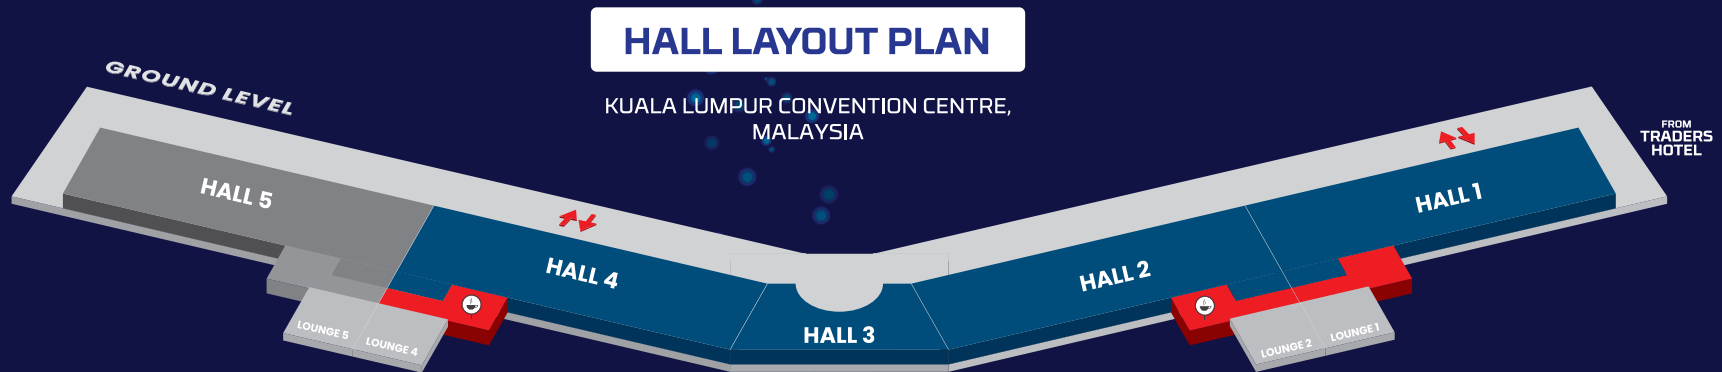 HALL LAYOUT PLAN
KUALA LUMPUR CONVENTION CENTRE,
MALAYSIA
GROUND LEVEL
FROM
TRADERS
HOTEL
HALL 5
HALL 4
HALL 3
HALL 2
HALL 1
LOUNGE 5
LOUNGE 4
LOUNGE 2
LOUNGE 1